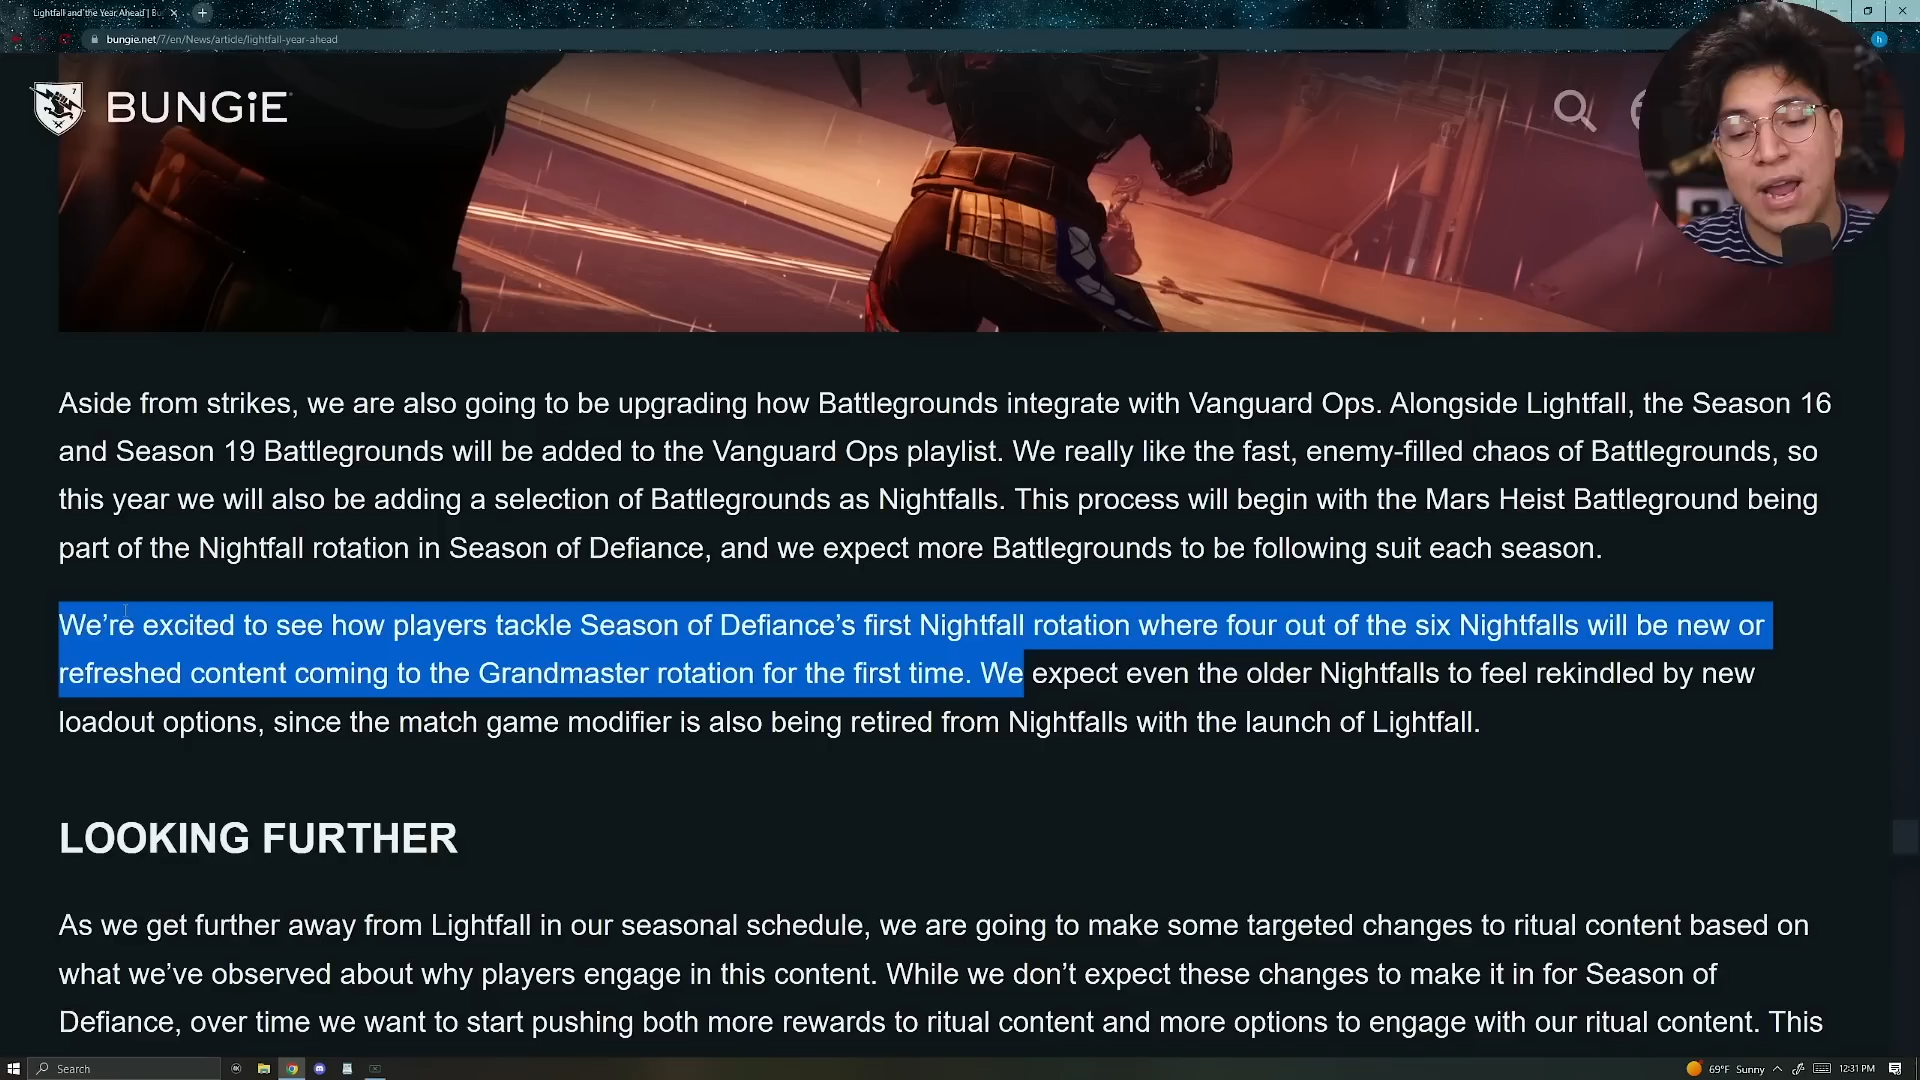 Lightfall and the Year Ahead | Bu
bungie.net/7/en/News/article/lightfall-year-ahead
h
7
BUNGiE
Aside from strikes, we are also going to be upgrading how Battlegrounds integrate with Vanguard Ops. Alongside Lightfall, the Season 16
and Season 19 Battlegrounds will be added to the Vanguard Ops playlist. We really like the fast, enemy-filled chaos of Battlegrounds, so
this year we will also be adding a selection of Battlegrounds as Nightfalls. This process will begin with the Mars Heist Battleground being
part of the Nightfall rotation in Season of Defiance, and we expect more Battlegrounds to be following suit each season.
We’re excited to see how players tackle Season of Defiance’s first Nightfall rotation where four out of the six Nightfalls will be new or
refreshed content coming to the Grandmaster rotation for the first time. We expect even the older Nightfalls to feel rekindled by new
loadout options, since the match game modifier is also being retired from Nightfalls with the launch of Lightfall.
LOOKING FURTHER
As we get further away from Lightfall in our seasonal schedule, we are going to make some targeted changes to ritual content based on
what we’ve observed about why players engage in this content. While we don’t expect these changes to make it in for Season of
Defiance, over time we want to start pushing both more rewards to ritual content and more options to engage with our ritual content. This
Search
69°F Sunny
12:31 PM